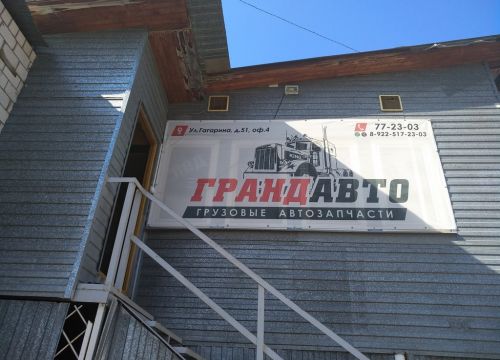 Ул.Гагарина, д.51, оф.4
77-23-03
8-922-517-23-03
ГРАНДАВТО
ГРУЗОВЫЕ АВТОЗАПЧАСТИ